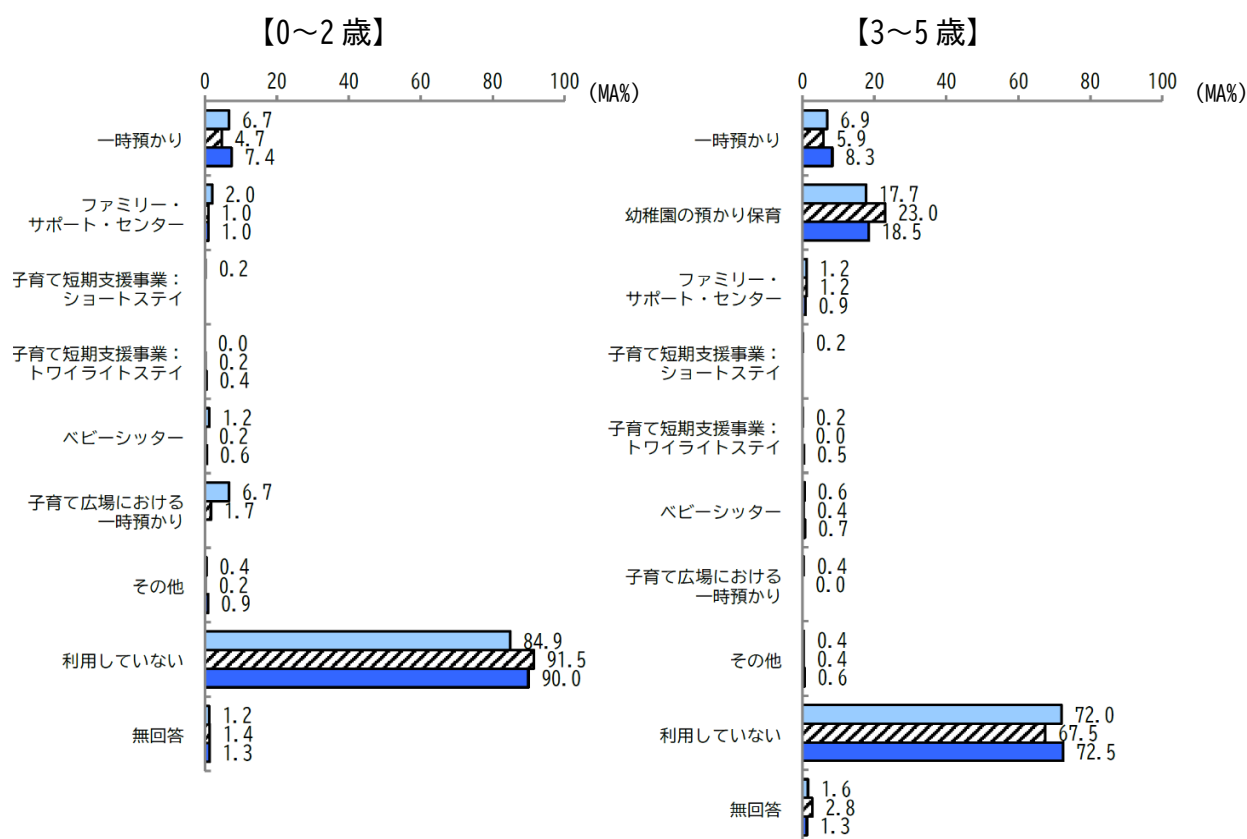 【0～2 歳】
0 20 40 60 80 100
(MA%)
一時預かり
6.7
4.7
7.4
ファミリー・
サポート・センター
2.0
1.0
1.0
子育て短期支援事業：
ショートステイ
0.2
子育て短期支援事業：
トワイライトステイ
0.0
0.2
0.4
ベビーシッター
1.2
0.2
0.6
子育て広場における
一時預かり
6.7
1.7
その他
0.4
0.2
0.9
利用していない
84.9
91.5
90.0
無回答
1.2
1.4
1.3
【3～5 歳】
0 20 40 60 80 100
(MA%)
一時預かり
6.9
5.9
8.3
幼稚園の預かり保育
17.7
23.0
18.5
ファミリー・
サポート・センター
1.2
1.2
0.9
子育て短期支援事業：
ショートステイ
0.2
子育て短期支援事業：
トワイライトステイ
0.2
0.0
0.5
ベビーシッター
0.6
0.4
0.7
子育て広場における
一時預かり
0.4
0.0
その他
0.4
0.4
0.6
利用していない
72.0
67.5
72.5
無回答
1.6
2.8
1.3